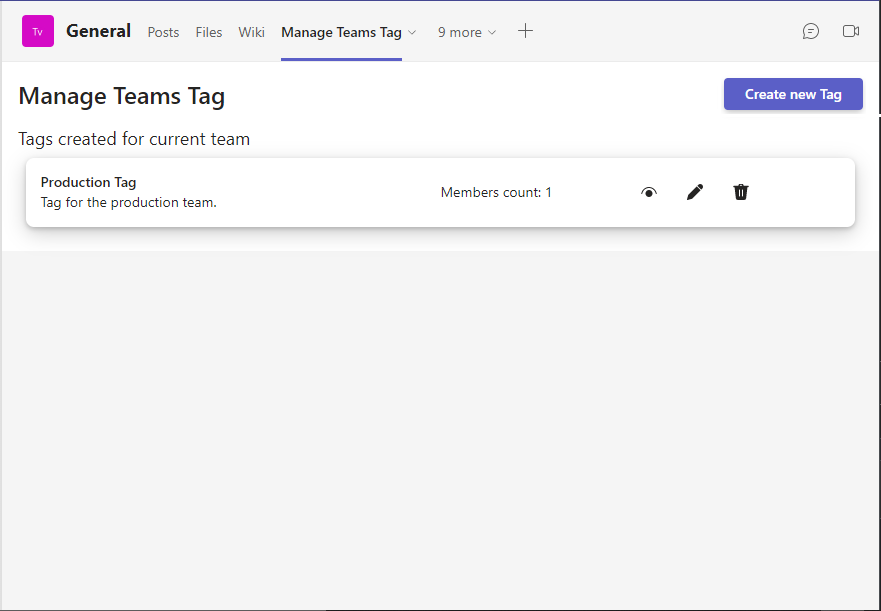 Tv General Posts Files Wiki Manage Teams Tag 9 more
Manage Teams Tag
Create new Tag
Tags created for current team
Production Tag
Tag for the production team.
Members count: 1